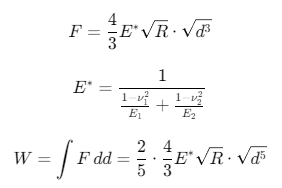 F = \frac{4}{3} E^* \sqrt{R} \cdot \sqrt{d^3}
E^* = \frac{1}{\frac{1-\nu_1^2}{E_1} + \frac{1-\nu_2^2}{E_2}}
W = \int F \, dd = \frac{2}{5} \cdot \frac{4}{3} E^* \sqrt{R} \cdot \sqrt{d^5}